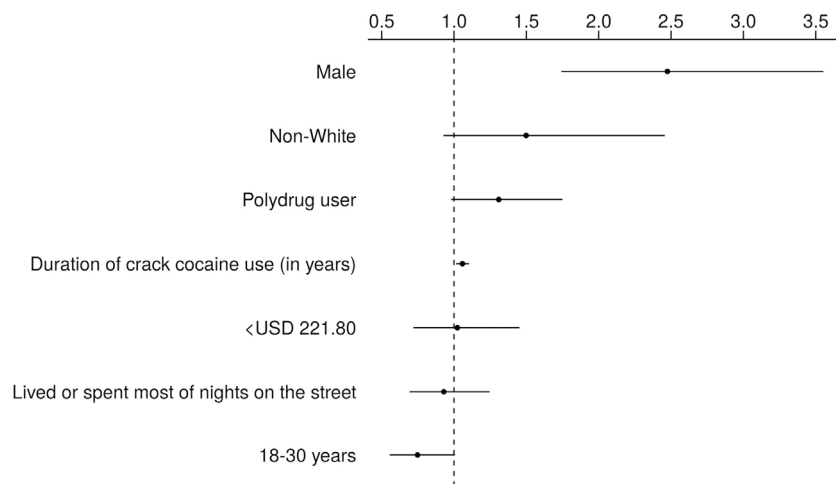 0.5 1.0 1.5 2.0 2.5 3.0 3.5
Male
Non-White
Polydrug user
Duration of crack cocaine use (in years)
<USD 221.80
Lived or spent most of nights on the street
18-30 years